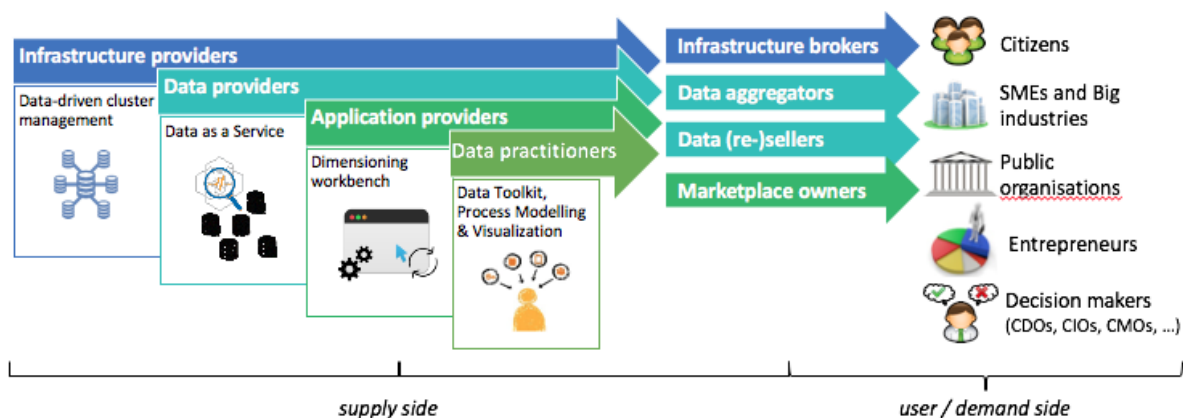 Infrastructure providers
Data-driven cluster
management
Data providers
Data as a Service
Application providers
Dimensioning
workbench
Data practitioners
Data Toolkit,
Process Modelling
& Visualization
Infrastructure brokers
Data aggregators
Data (re-)sellers
Marketplace owners
Citizens
SMEs and Big
industries
Public
organisations
Entrepreneurs
Decision makers
(CDOs, CIOs, CMOs, ...)
supply side
user / demand side